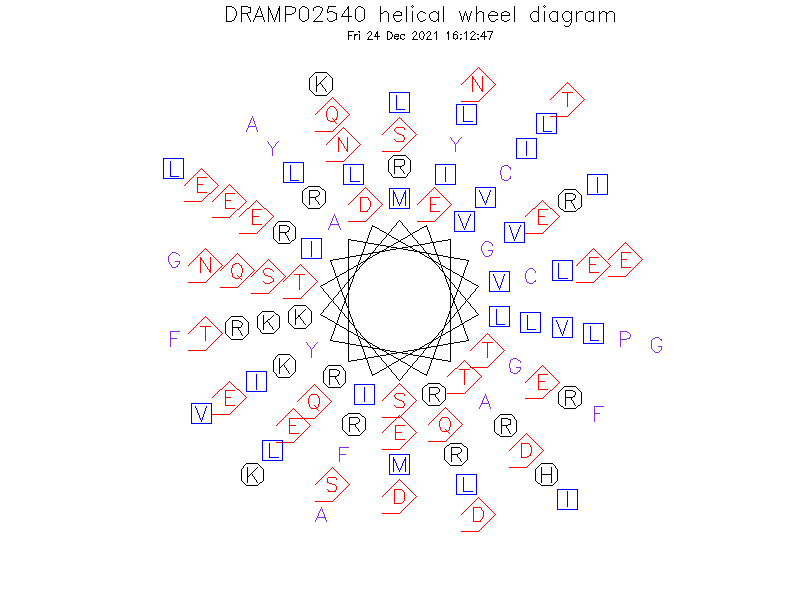 DRAMP02540 helical wheel diagram
Fri 24 Dec 2021 16:12:47
K N
L T
Q L
A L
S
N Y
Y I
L R
L L I C
E I
R M V
E R
D E
E E
A V
R V
I G
G E
N E
Q L
S C
T V
K L
K L
R V
T L
F P
G
Y T
K G
R T
I E
I R
E R
Q S A
V F
E R Q R
E
L D
F R
M
K H
S L
D I
A D